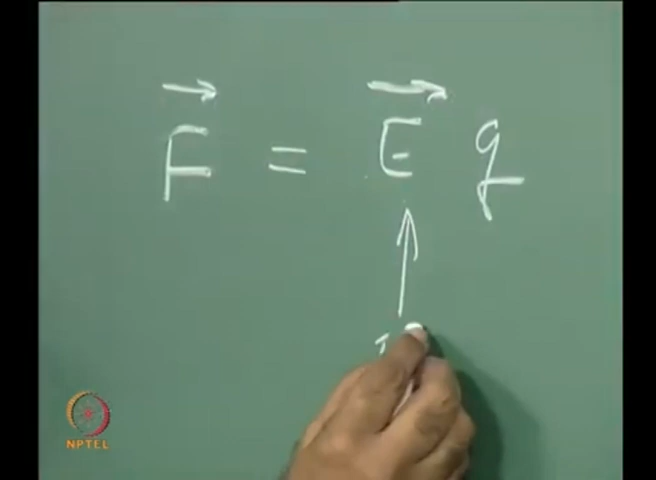 F⃗ = E⃗ q
NPTEL